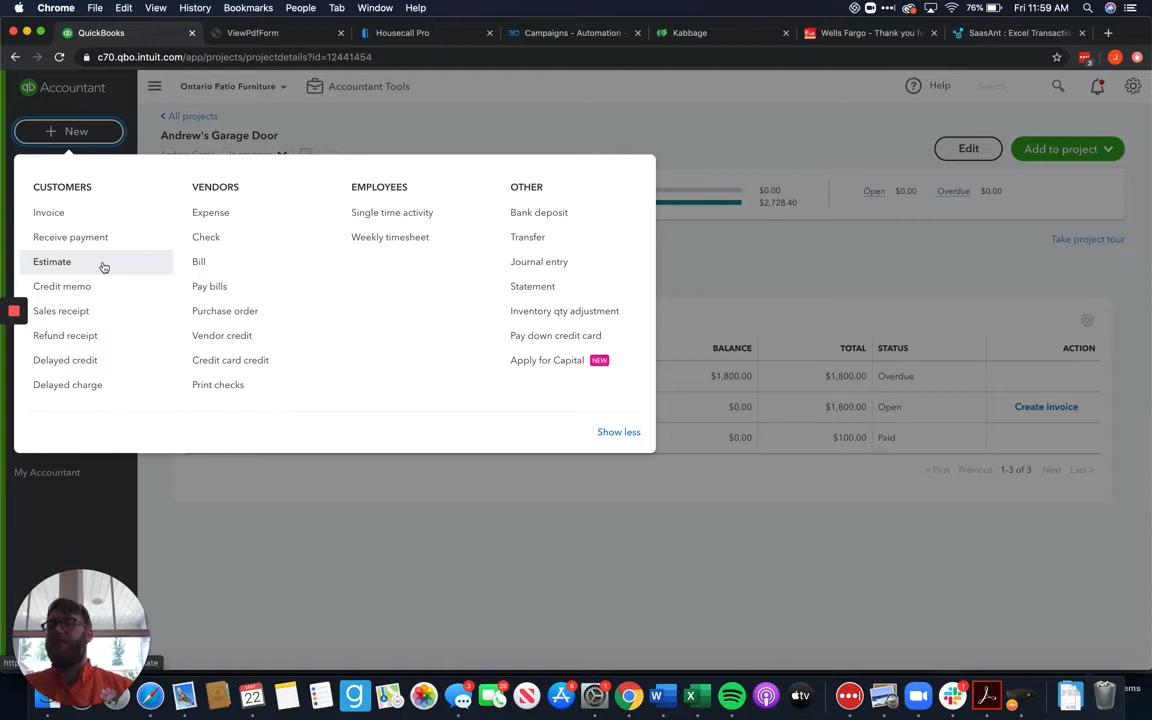 Chrome File Edit View History Bookmarks People Tab Window Help 76% Fri 11:59 AM
QuickBooks ViewPdfForm Housecall Pro Campaigns - Automation - Kabbage Wells Fargo - Thank you f SaasAnt : Excel Transactio
c70.qbo.intuit.com/app/projects/projectdetails?id=12441454 3 J
qb Accountant Ontario Patio Furniture Accountant Tools Help Search
New
All projects
Andrew's Garage Door
Edit Add to project
CUSTOMERS VENDORS EMPLOYEES OTHER
$0.00 Open $0.00 Overdue $0.00
$2,728.40
Invoice Expense Single time activity Bank deposit
Receive payment Check Weekly timesheet Transfer
Take project tour
Estimate Bill Journal entry
Credit memo Pay bills Statement
Sales receipt Purchase order Inventory qty adjustment
Refund receipt Vendor credit Pay down credit card
BALANCE TOTAL STATUS ACTION
Delayed credit Credit card credit Apply for Capital NEW
$1,800.00 $1,800.00 Overdue
Delayed charge Print checks
$0.00 $1,800.00 Open Create invoice
Show less
$0.00 $100.00 Paid
< First Previous 1-3 of 3 Next Last >
My Accountant